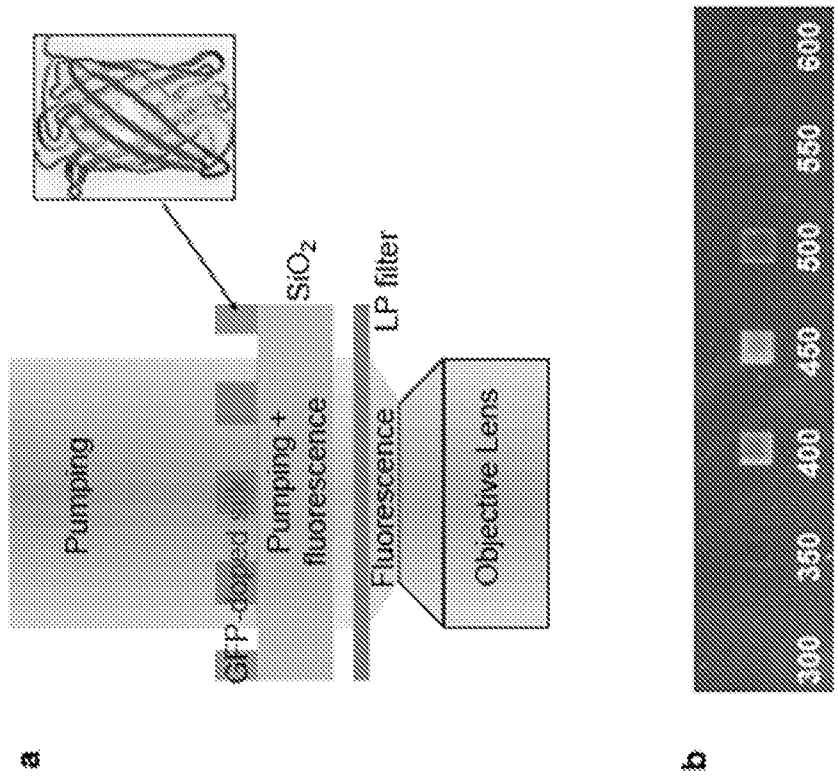 a
Pumping
GFP-doped
SiO₂
Pumping +
fluorescence
LP filter
Fluorescence
Objective Lens
b
300 350 400 450 500 550 600